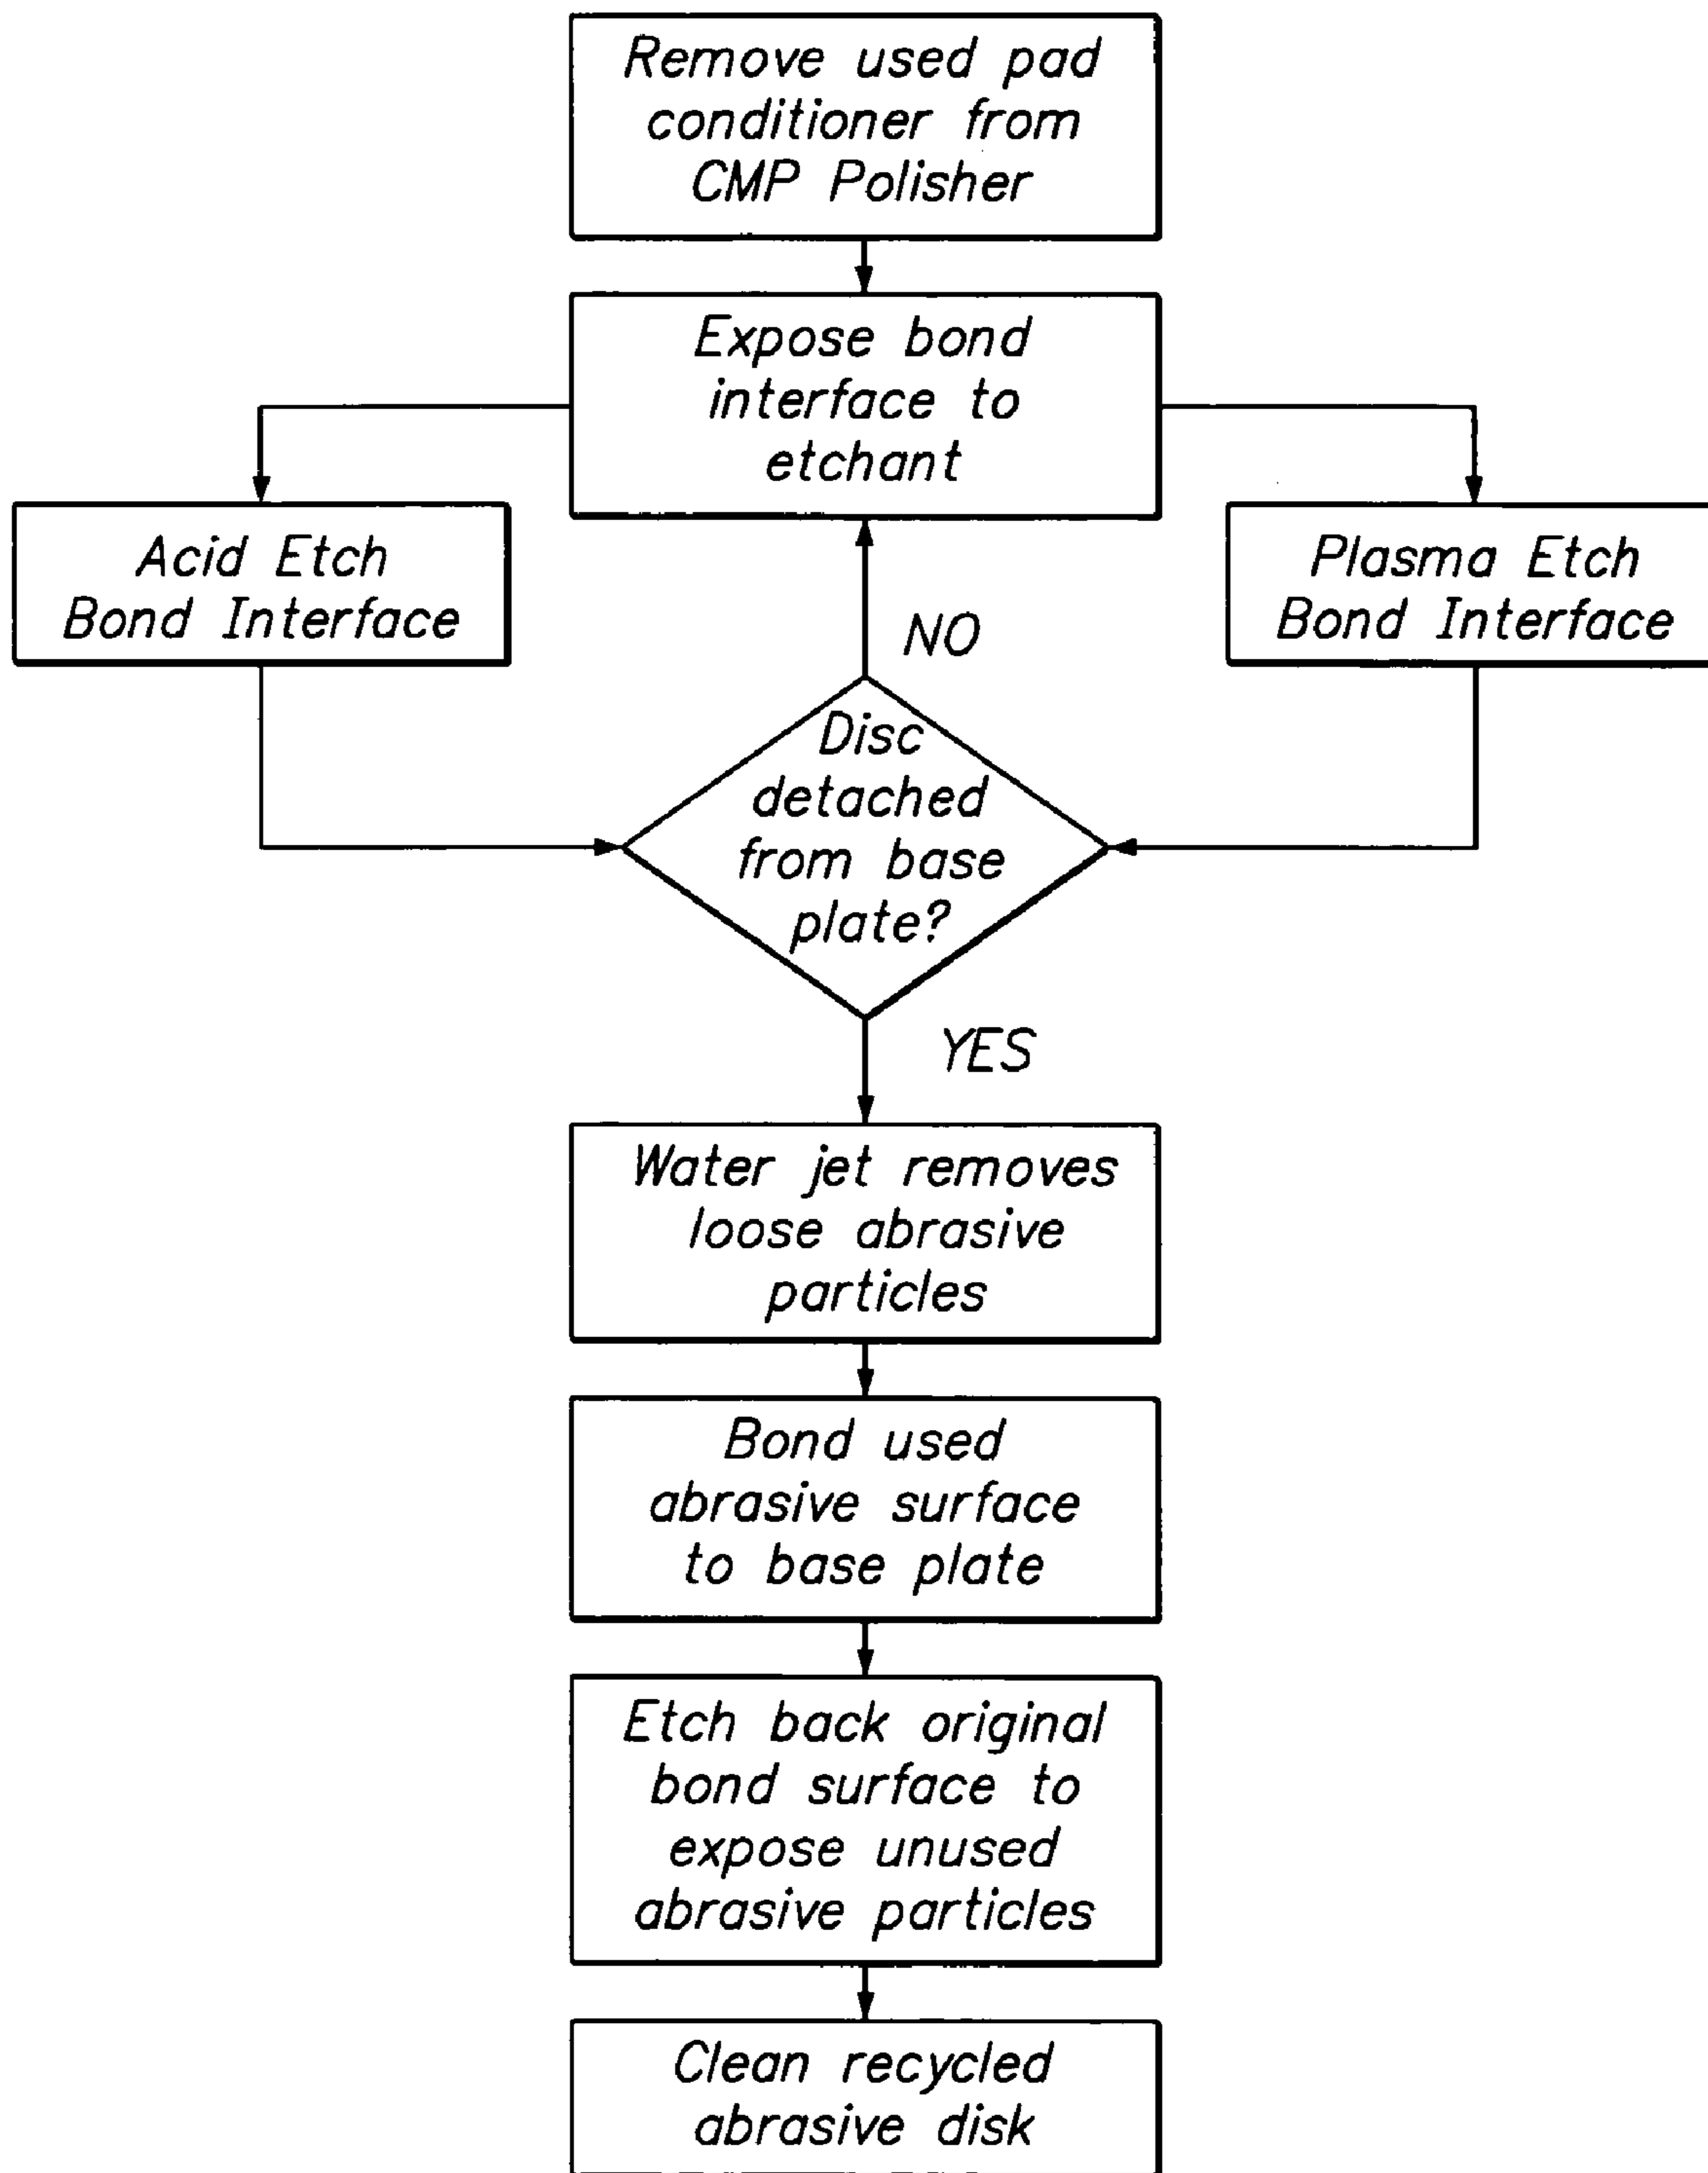 Remove used pad
conditioner from
CMP Polisher
Expose bond
interface to
etchant
Acid Etch
Bond Interface
Plasma Etch
Bond Interface
NO
Disc
detached
from base
plate?
YES
Water jet removes
loose abrasive
particles
Bond used
abrasive surface
to base plate
Etch back original
bond surface to
expose unused
abrasive particles
Clean recycled
abrasive disk